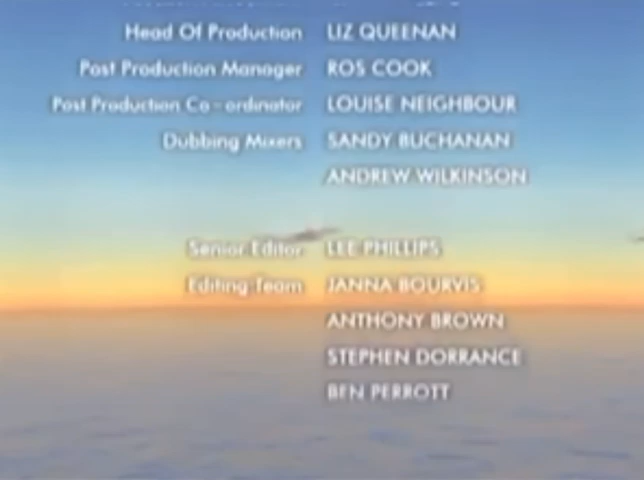 Head Of Production LIZ QUEENAN
Post Production Manager ROS COOK
Post Production Co-ordinator LOUISE NEIGHBOUR
Dubbing Mixers SANDY BUCHANAN
ANDREW WILKINSON
Senior Editor LEE PHILLIPS
Editing Team JANNA BOURVIS
ANTHONY BROWN
STEPHEN DORRANCE
BEN PERROTT